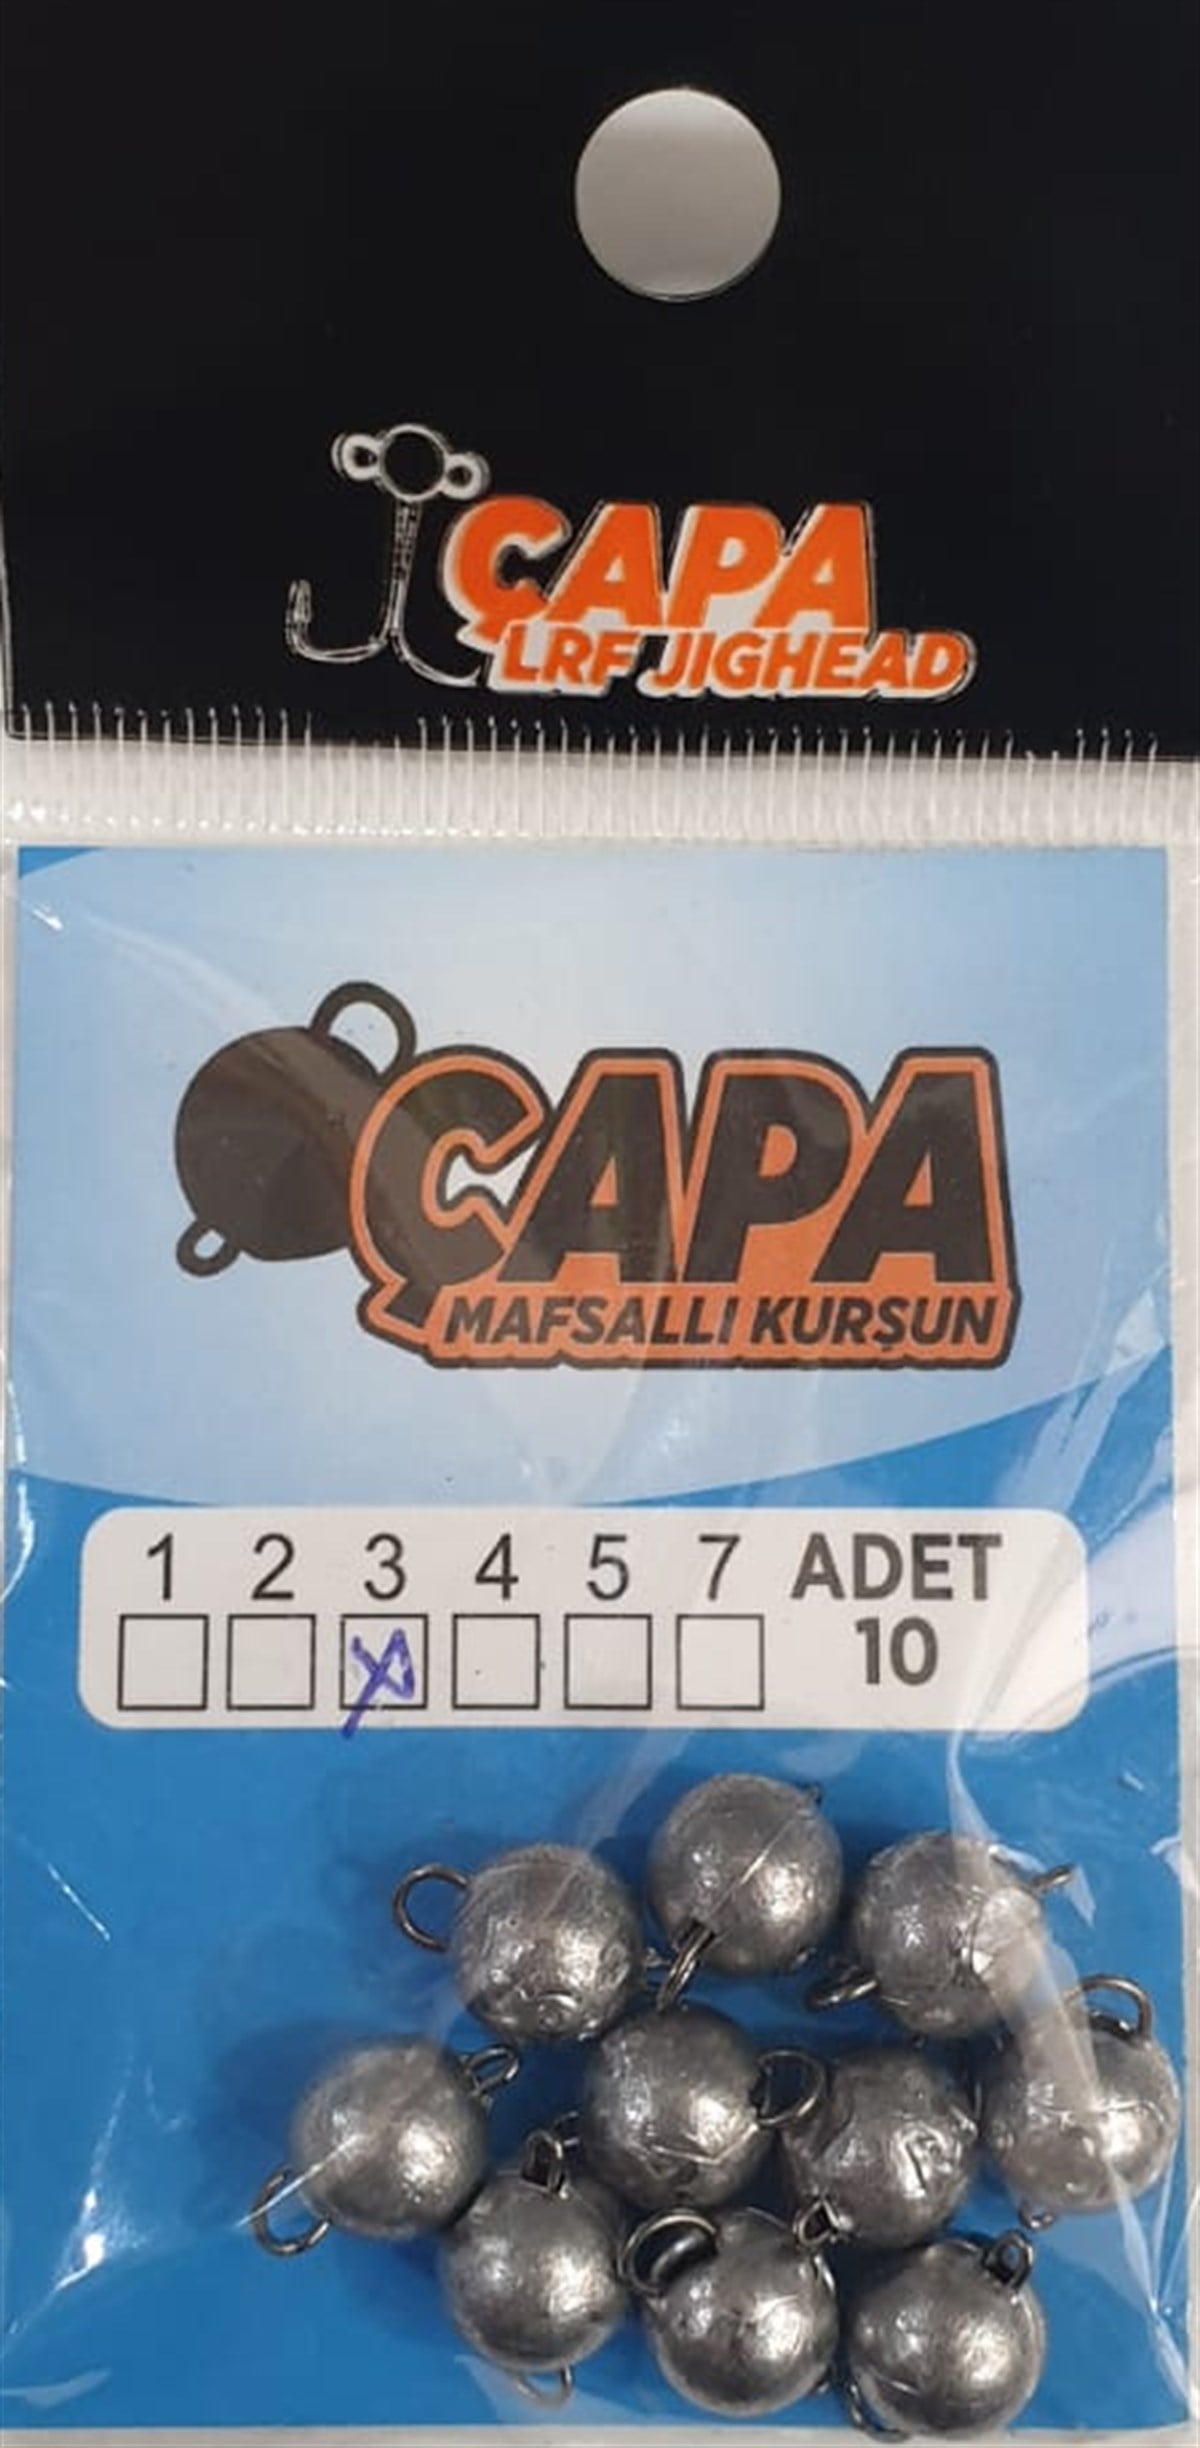 ÇAPA
LRF JIGHEAD
ÇAPA
MAFSALLI KURŞUN
1 2 3 4 5 7 ADET
10